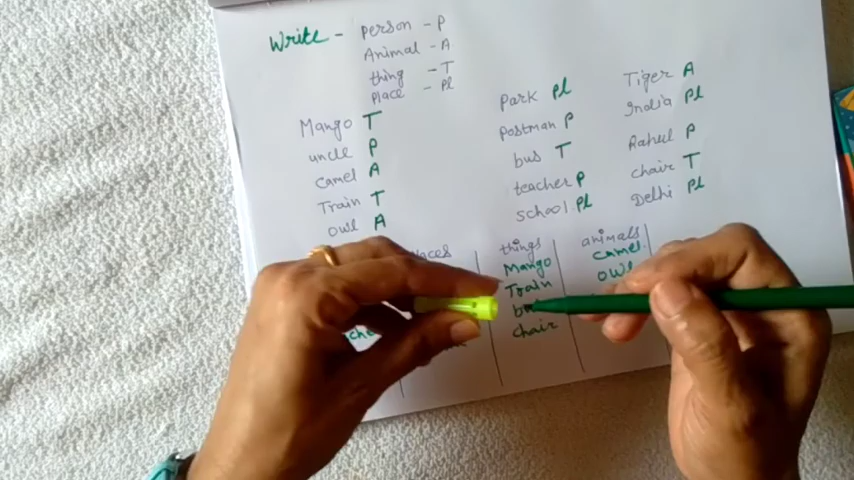 Write - Person - P
Animal - A
thing - T
place - Pl
Mango T
uncle P
camel A
Train T
owl A
Park Pl
Postman P
bus T
teacher P
school Pl
Tiger A
India Pl
Rahul P
chair T
Delhi Pl
things
Mango
Train
chair
animals
camel
owl